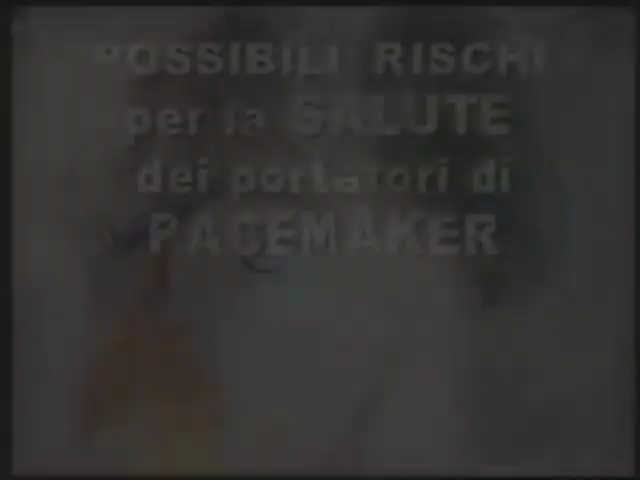 POSSIBILI RISCHI
per la SALUTE
dei portatori di
PACEMAKER